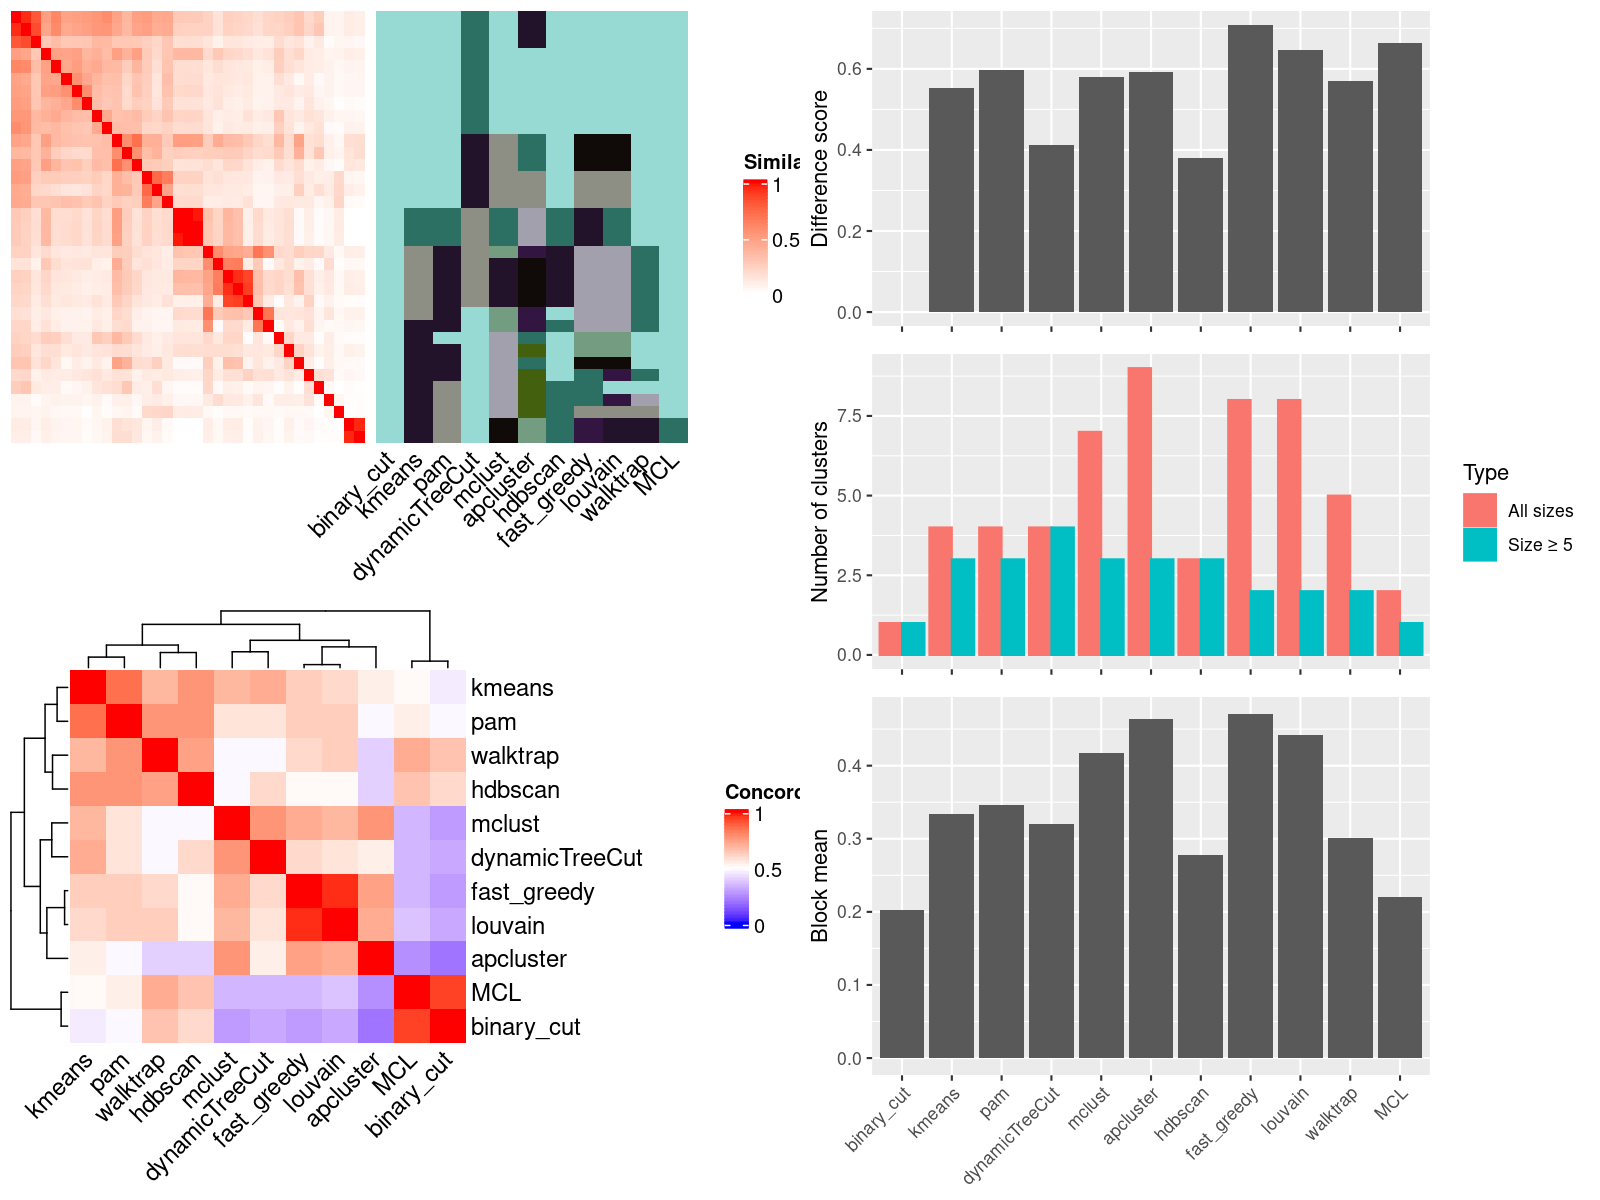 Simila
1
0.5
0
binary_cut
kmeans
pam
dynamicTreeCut
mclust
apcluster
hdbscan
fast_greedy
louvain
walktrap
MCL
kmeans
pam
walktrap
hdbscan
mclust
dynamicTreeCut
fast_greedy
louvain
apcluster
MCL
binary_cut
Concord
1
0.5
0
kmeans
pam
walktrap
hdbscan
mclust
dynamicTreeCut
fast_greedy
louvain
apcluster
MCL
binary_cut
Difference score
0.6
0.4
0.2
0.0
Number of clusters
7.5
5.0
2.5
0.0
Type
All sizes
Size ≥ 5
Block mean
0.4
0.3
0.2
0.1
0.0
binary_cut
kmeans
pam
dynamicTreeCut
mclust
apcluster
hdbscan
fast_greedy
louvain
walktrap
MCL